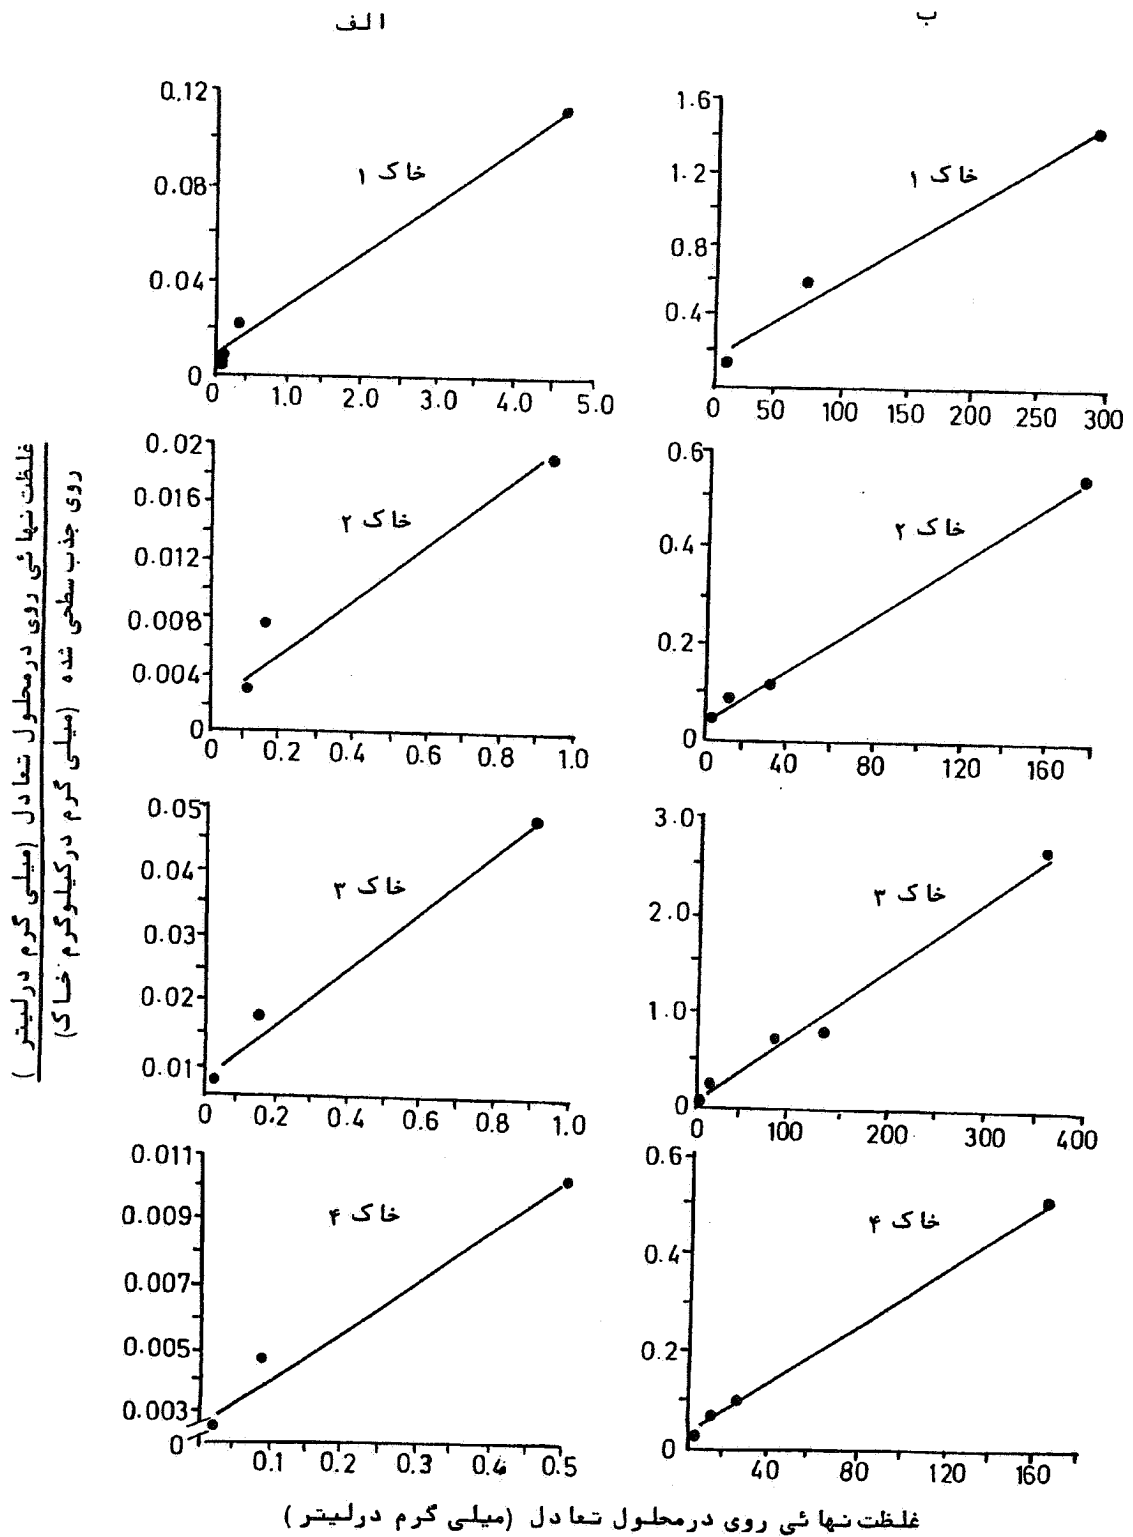 الف
ب
0.12
0.08
0.04
0
خاک ۱
0 1.0 2.0 3.0 4.0 5.0
1.6
1.2
0.8
0.4
خاک ۱
0 50 100 150 200 250 300
0.02
0.016
0.012
0.008
0.004
0
خاک ۲
0 0.2 0.4 0.6 0.8 1.0
0.6
0.4
0.2
0
خاک ۲
0 40 80 120 160
0.05
0.04
0.03
0.02
0.01
خاک ۳
0 0.2 0.4 0.6 0.8 1.0
3.0
2.0
1.0
0
خاک ۳
0 100 200 300 400
0.011
0.009
0.007
0.005
0.003
0
خاک ۴
0.1 0.2 0.3 0.4 0.5
0.6
0.4
0.2
0
خاک ۴
40 80 120 160
غلظت نهائی روی درمحلول تعادل (میلی گرم درلیتر)
روی جذب سطحی شده (میلی گرم درکیلوگرم خاک)
غلظت نهائی روی درمحلول تعادل (میلی گرم درلیتر)